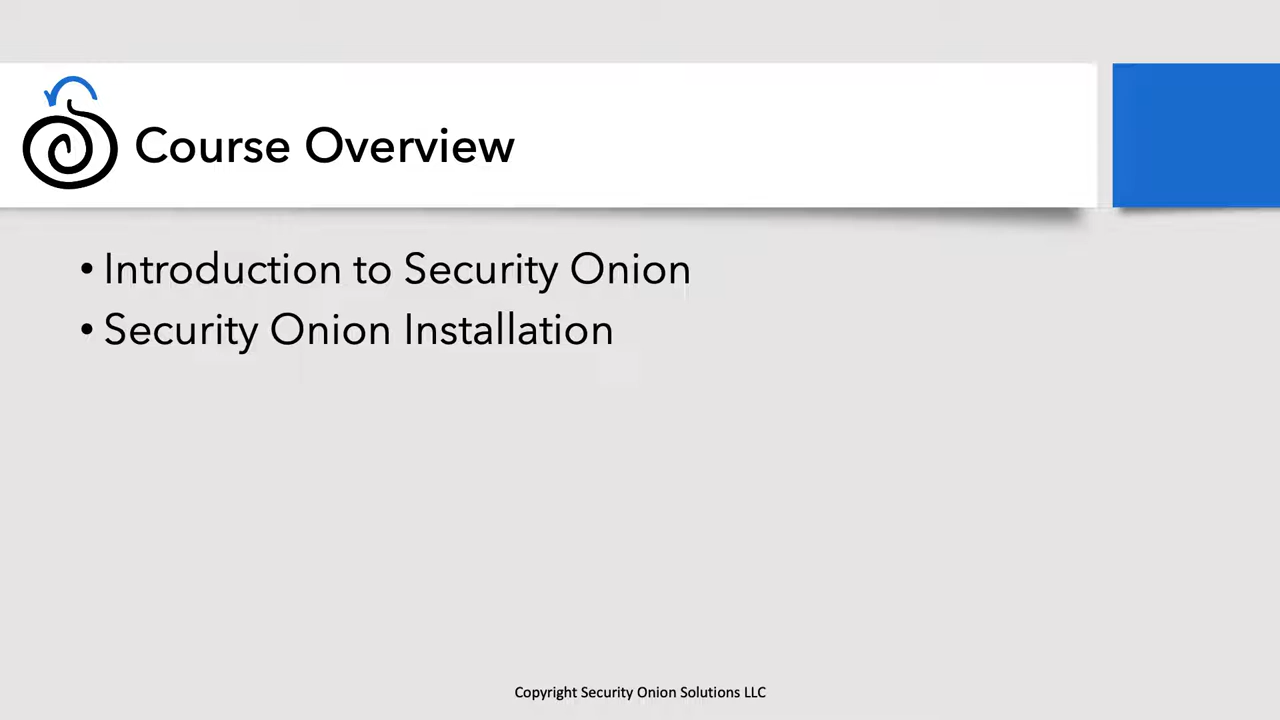 Course Overview
• Introduction to Security Onion
• Security Onion Installation
Copyright Security Onion Solutions LLC